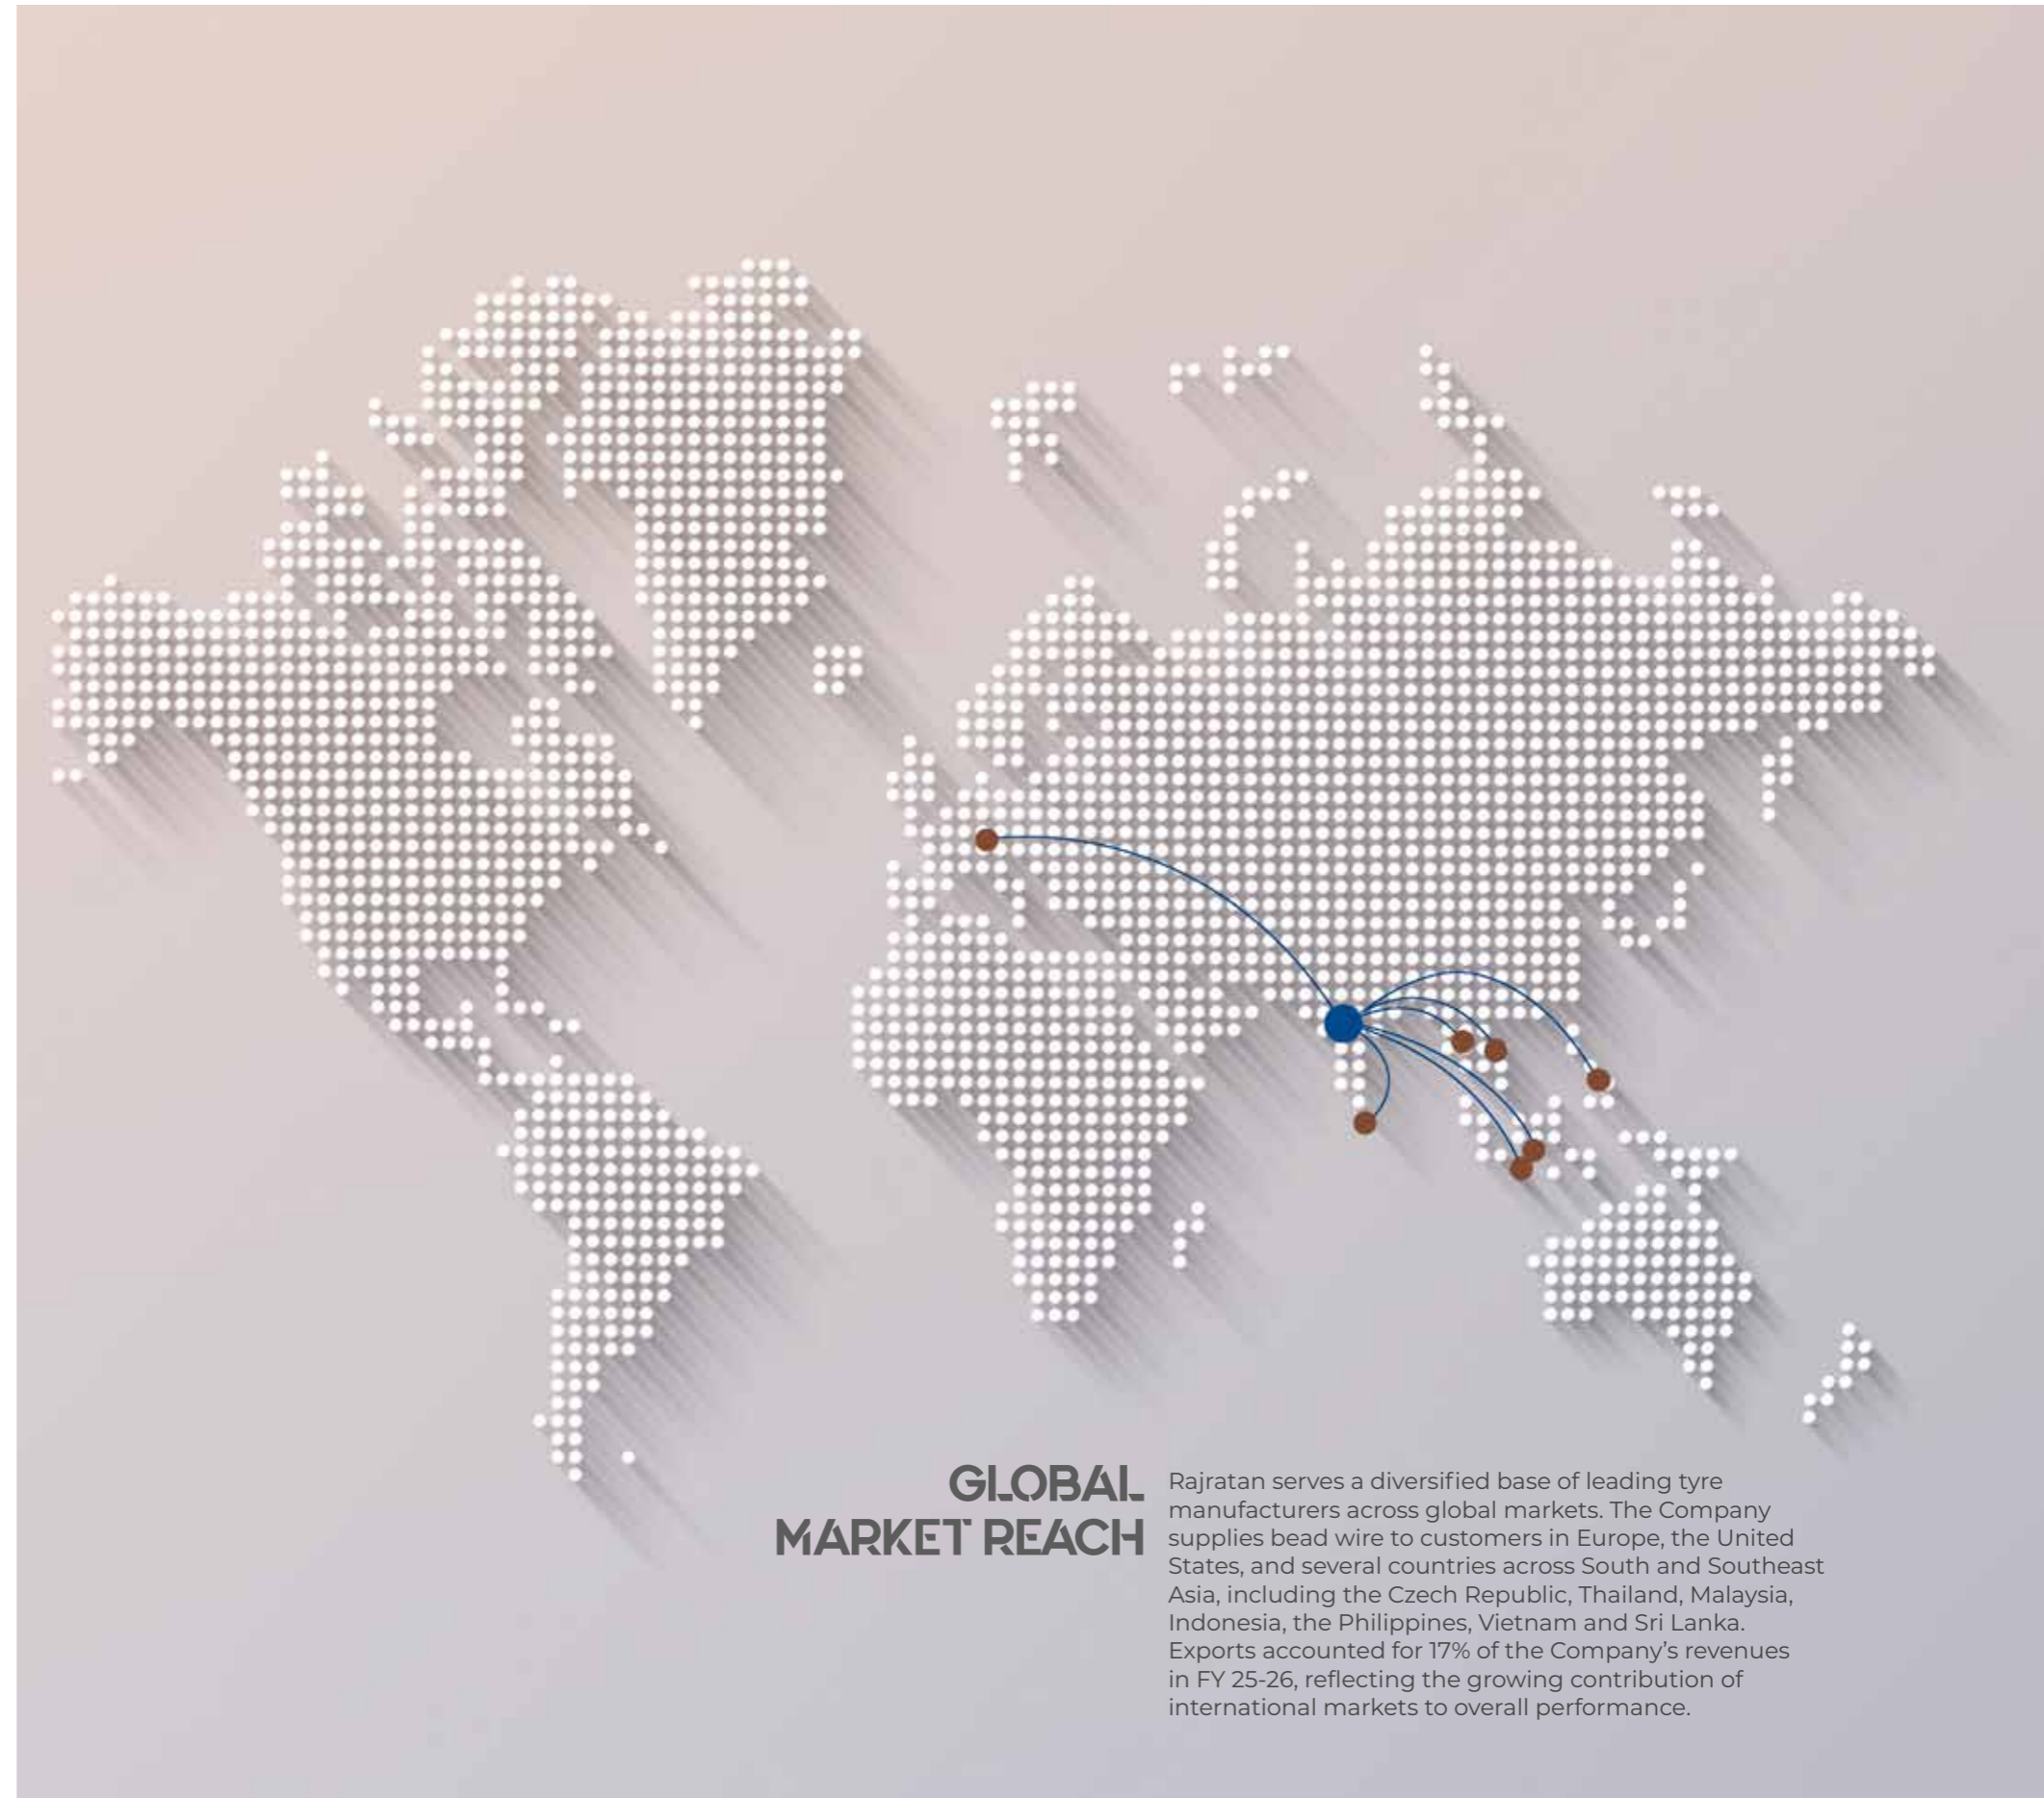 GLOBAL
MARKET REACH
Rajratan serves a diversified base of leading tyre
manufacturers across global markets. The Company
supplies bead wire to customers in Europe, the United
States, and several countries across South and Southeast
Asia, including the Czech Republic, Thailand, Malaysia,
Indonesia, the Philippines, Vietnam and Sri Lanka.
Exports accounted for 17% of the Company’s revenues
in FY 25-26, reflecting the growing contribution of
international markets to overall performance.